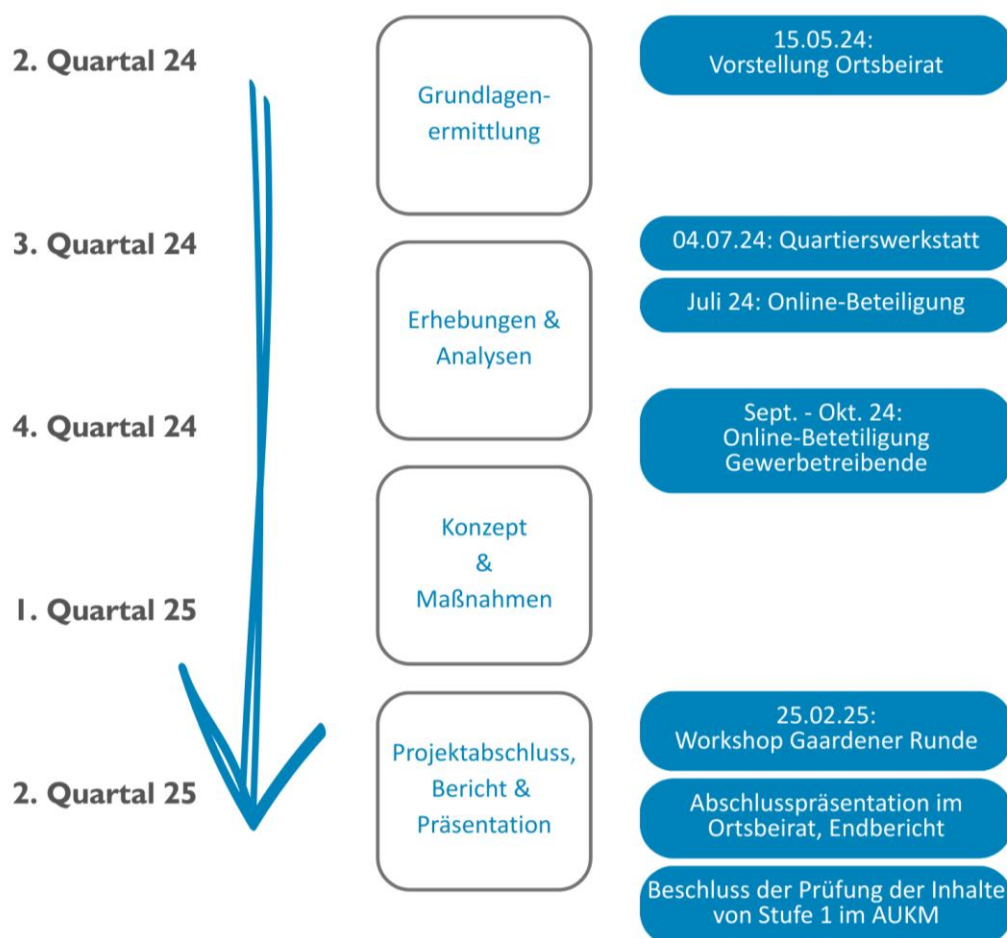 2. Quartal 24
Grundlagen-
ermittlung
15.05.24:
Vorstellung Ortsbeirat
3. Quartal 24
Erhebungen &
Analysen
04.07.24: Quartierswerkstatt
Juli 24: Online-Beteiligung
4. Quartal 24
Sept. - Okt. 24:
Online-Betetiligung
Gewerbetreibende
Konzept
&
Maßnahmen
1. Quartal 25
2. Quartal 25
Projektabschluss,
Bericht &
Präsentation
25.02.25:
Workshop Gaardener Runde
Abschlusspräsentation im
Ortsbeirat, Endbericht
Beschluss der Prüfung der Inhalte
von Stufe 1 im AUKM